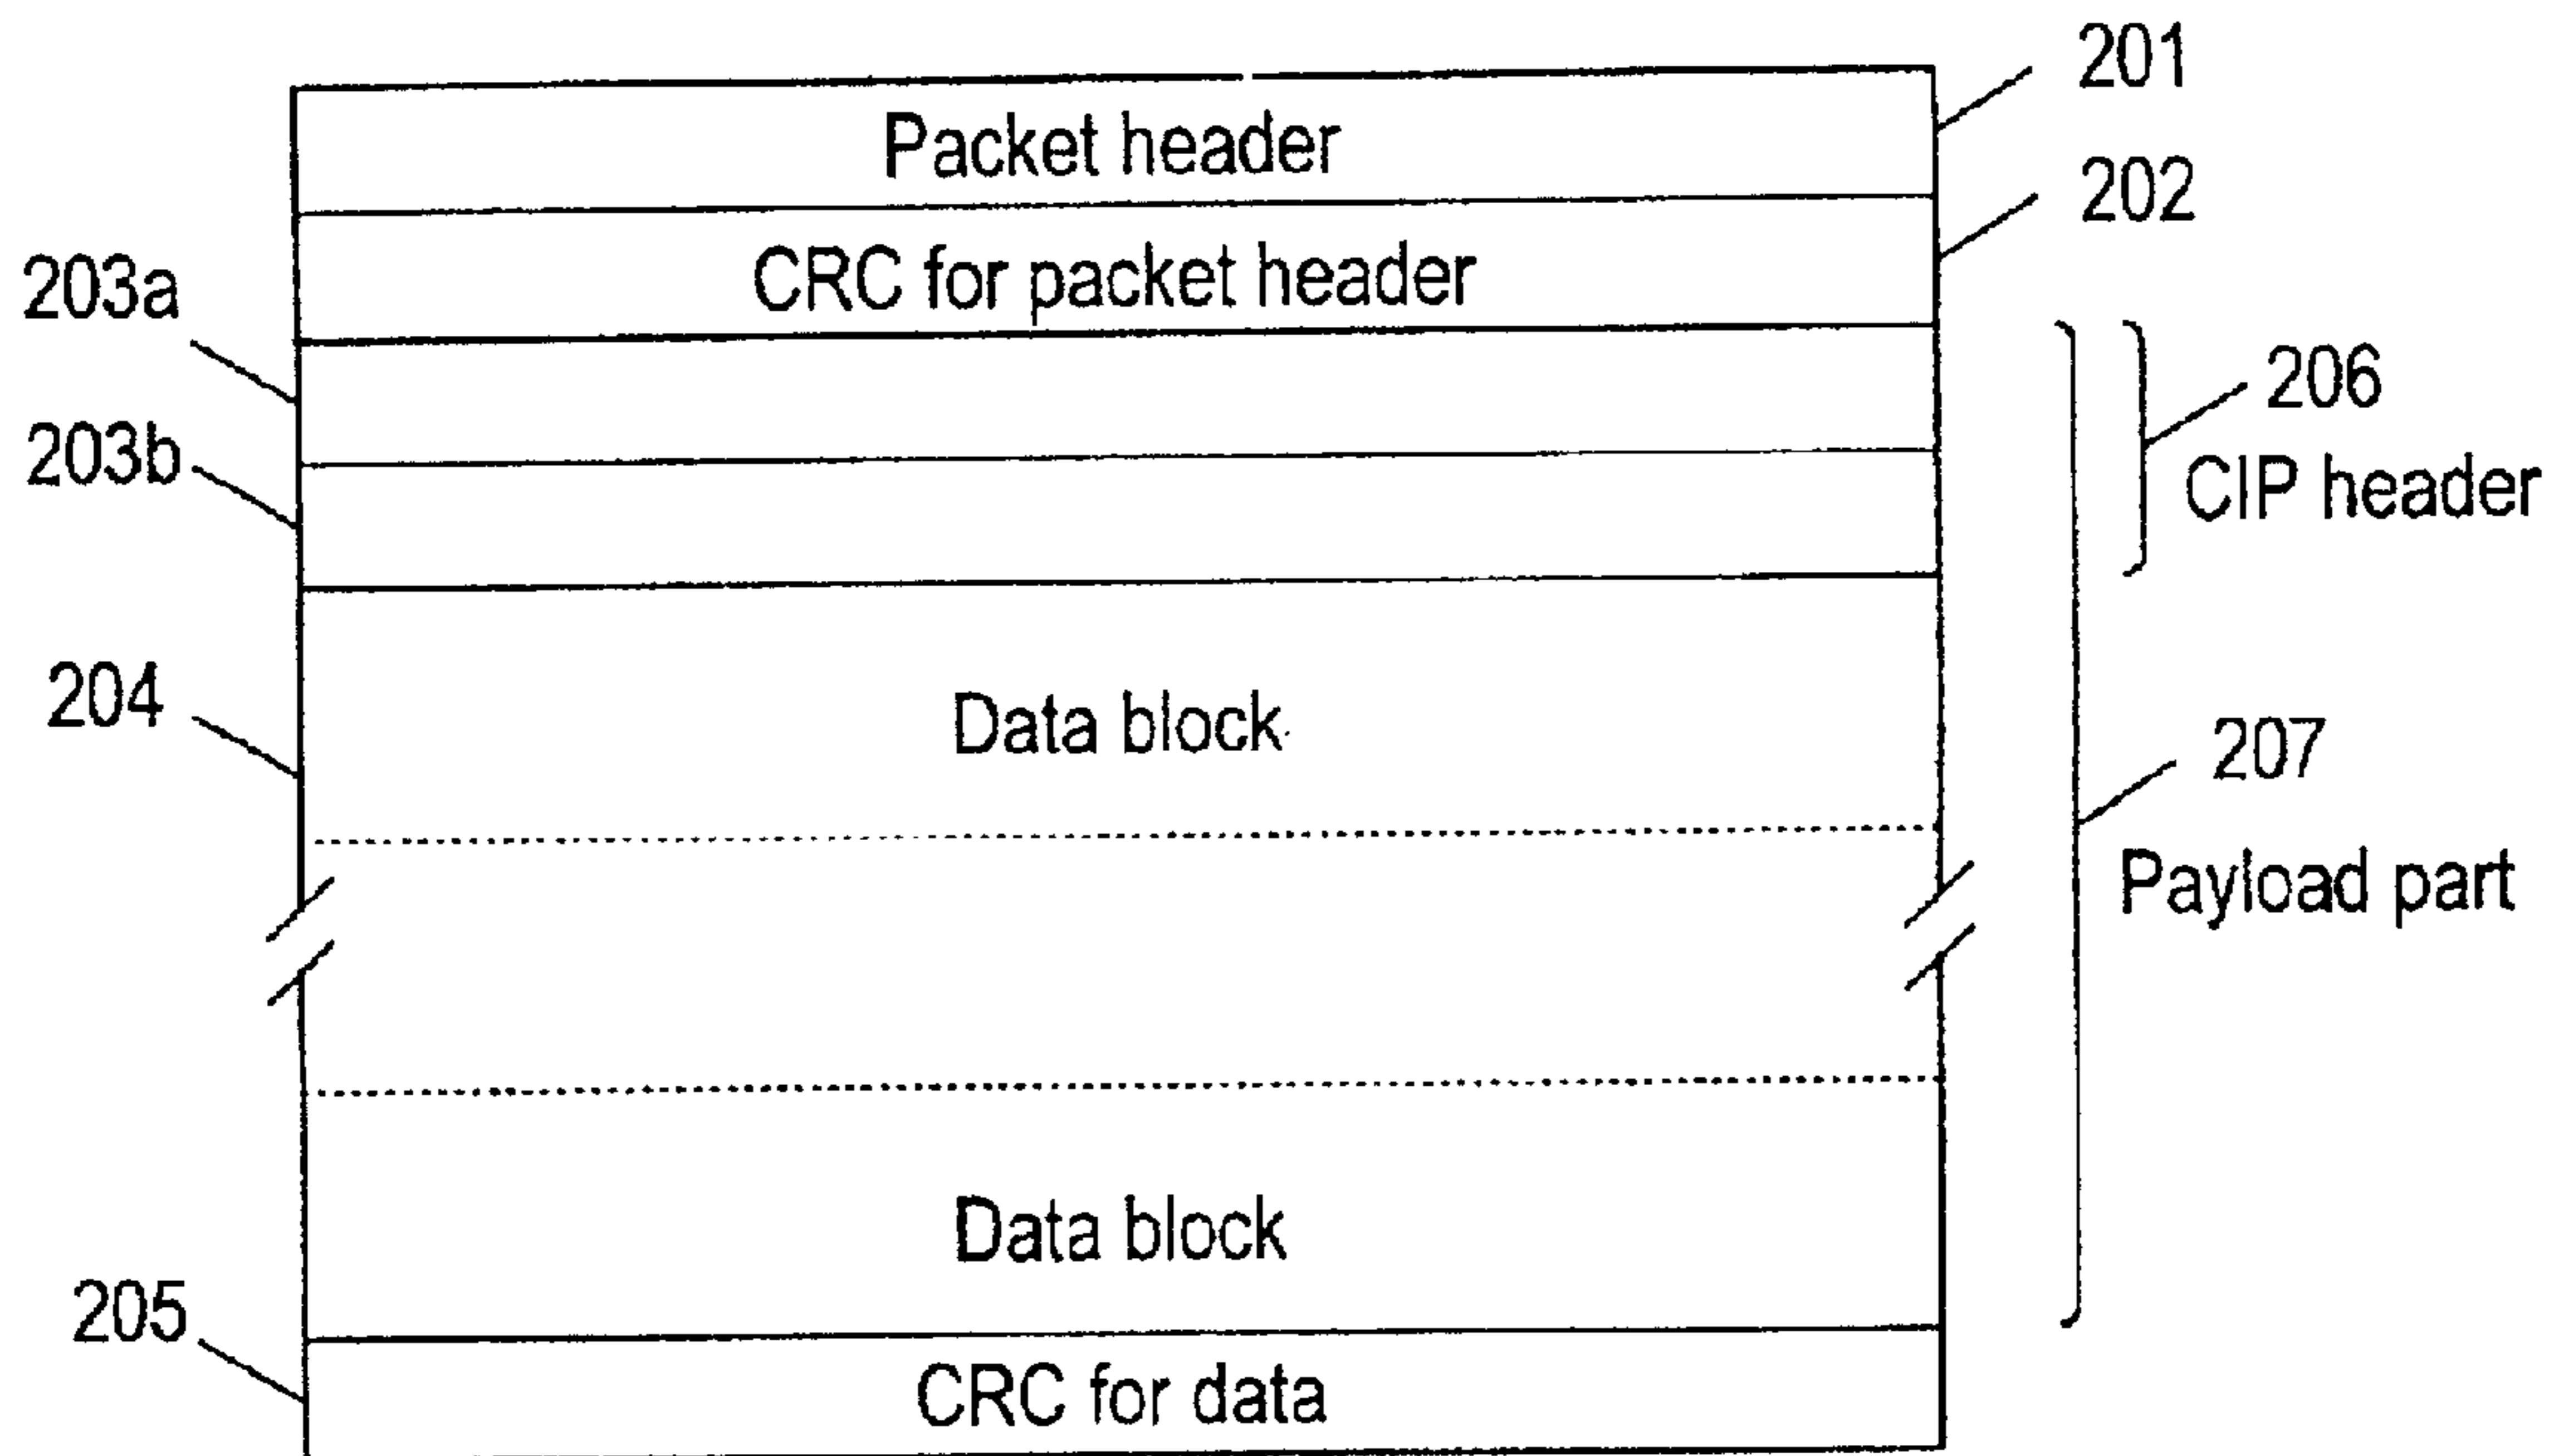 201
Packet header
202
CRC for packet header
203a
206
203b
CIP header
204
Data block
207
Payload part
Data block
205
CRC for data